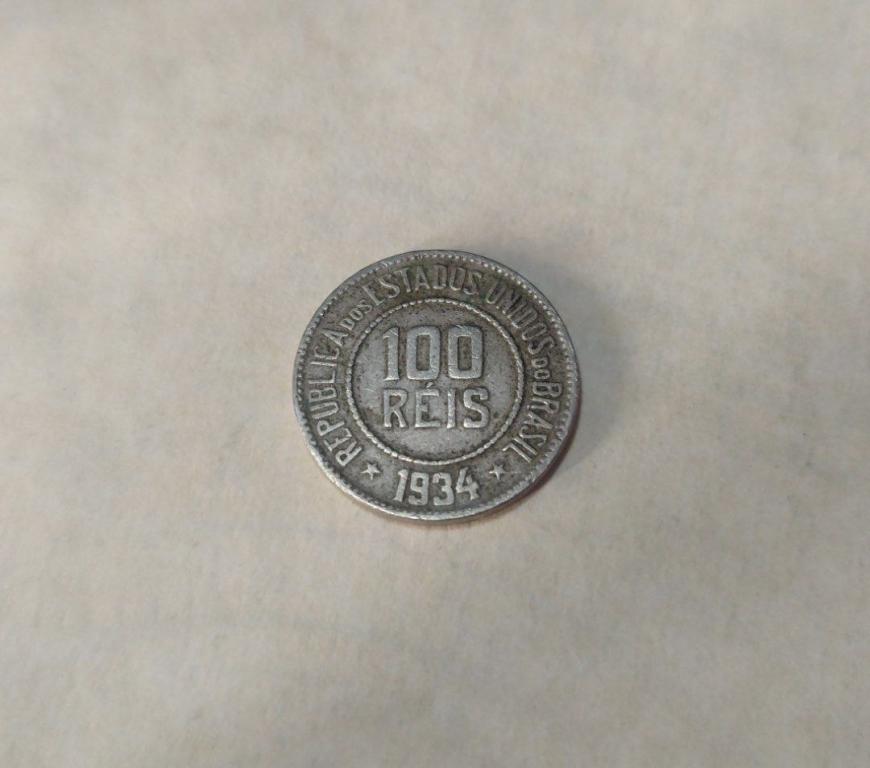 REPUBLICA DOS ESTADOS UNIDOS DO BRASIL
100
RÉIS
1934